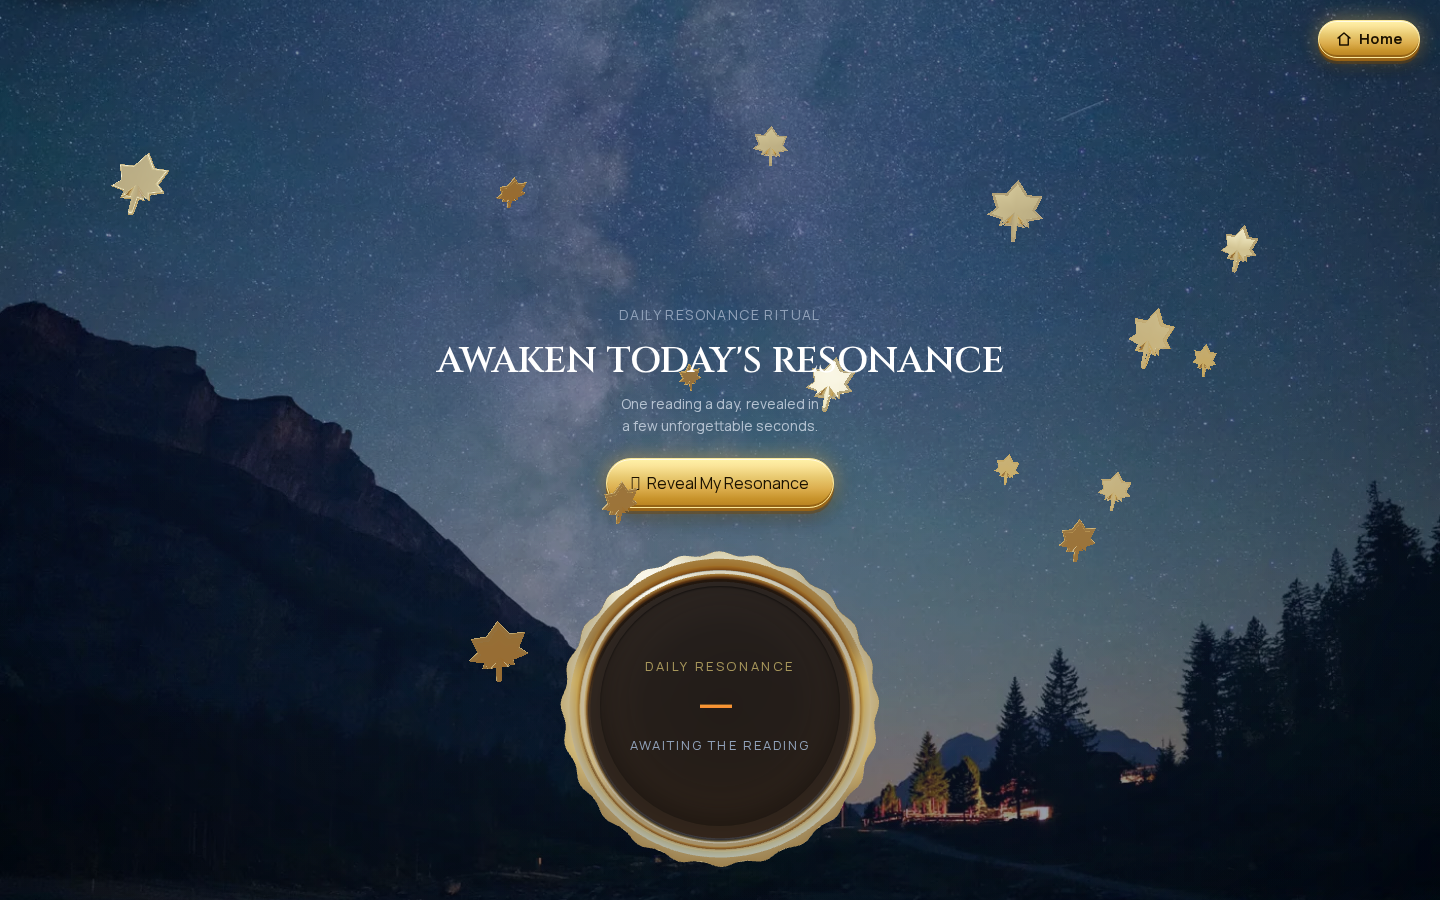 Home
DAILY RESONANCE RITUAL
AWAKEN TODAY'S RESONANCE
One reading a day, revealed in
a few unforgettable seconds.
Reveal My Resonance
DAILY RESONANCE
—
AWAITING THE READING